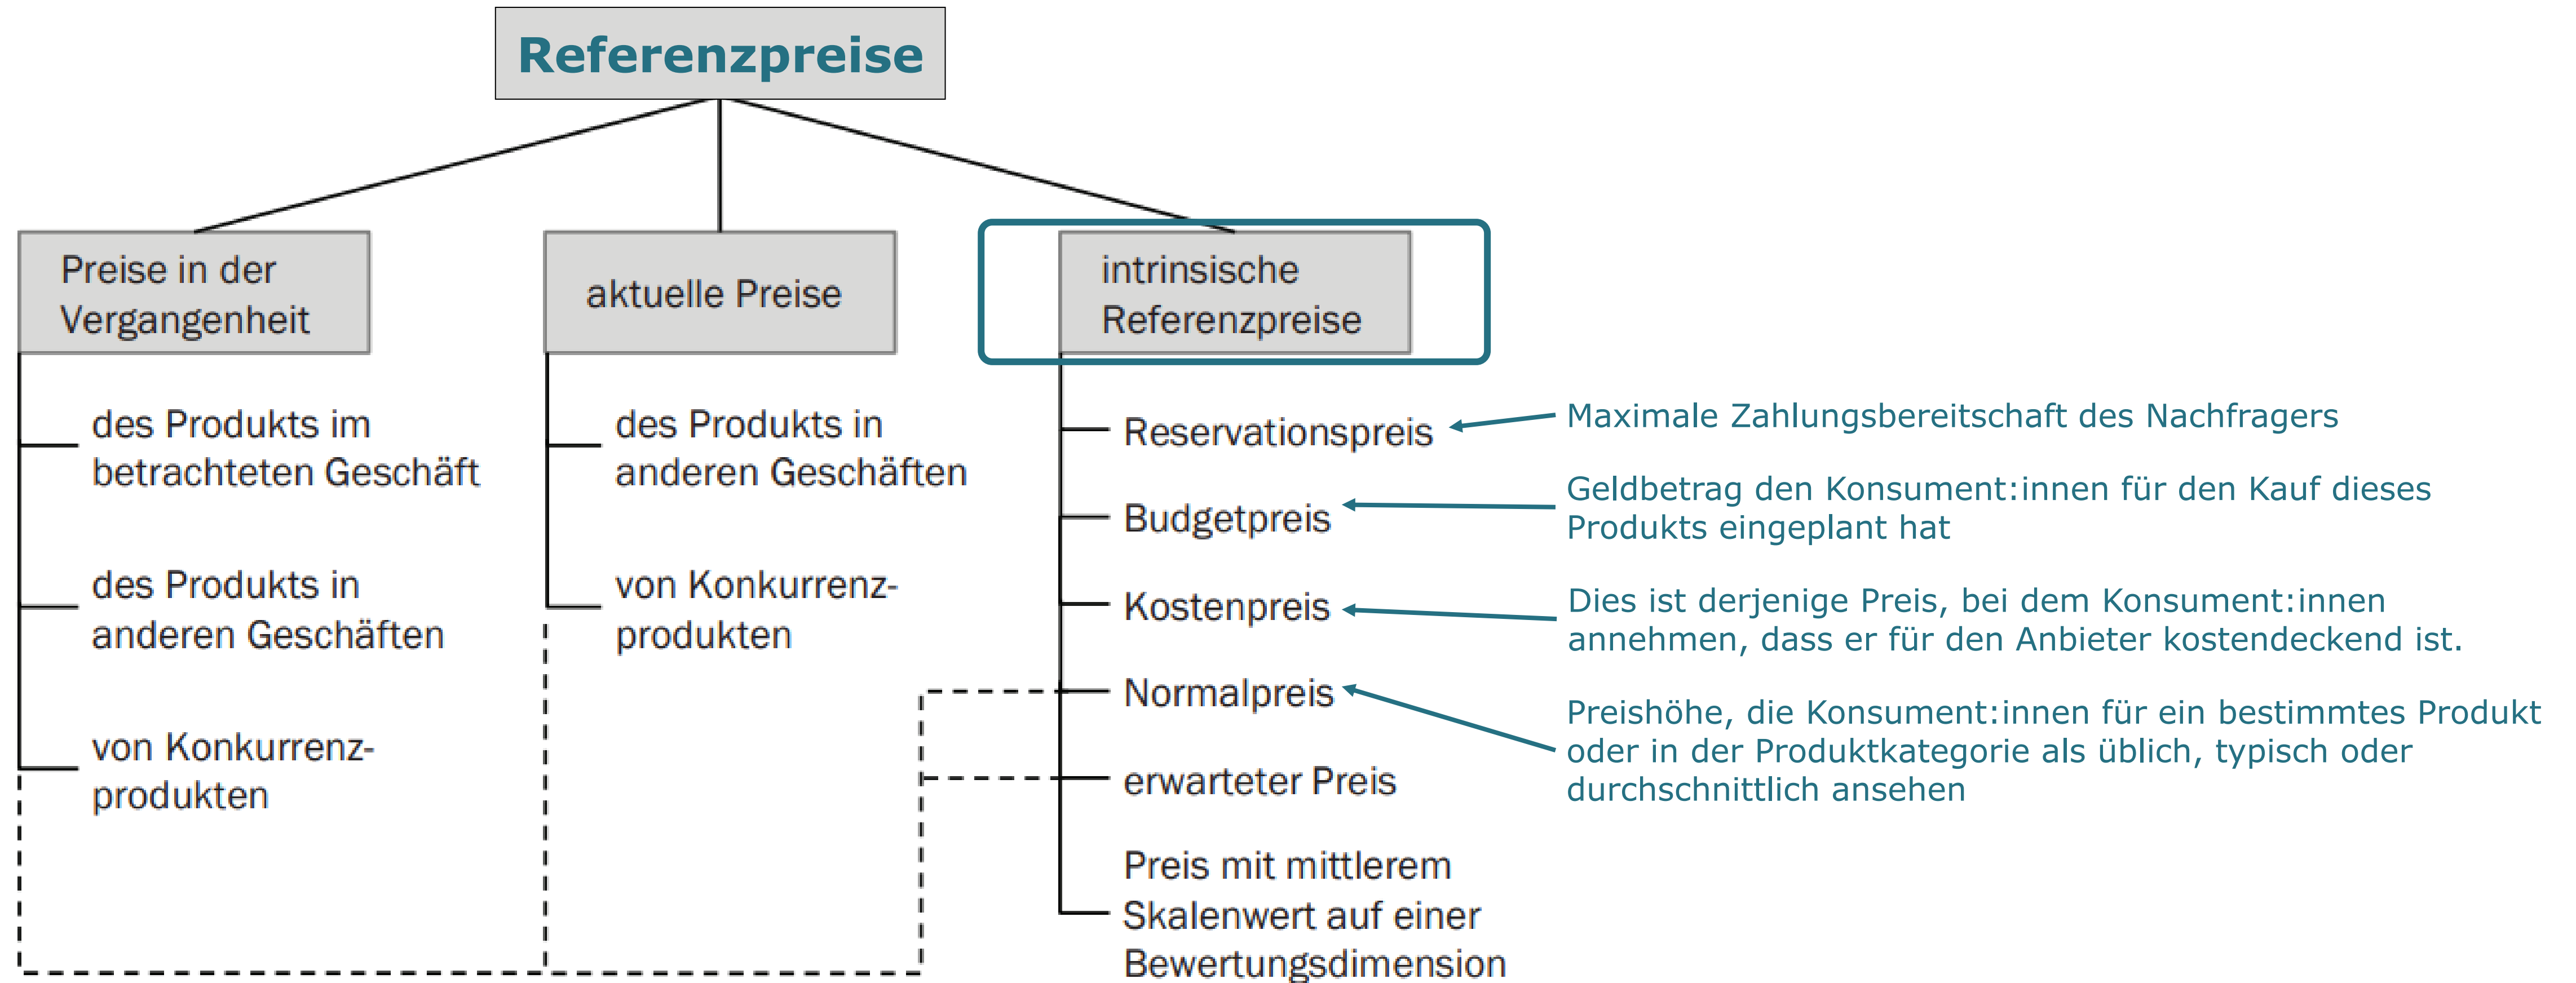 Referenzpreise
Preise in der
Vergangenheit
des Produkts im
betrachteten Geschäft
des Produkts in
anderen Geschäften
von Konkurrenz-
produkten
aktuelle Preise
des Produkts in
anderen Geschäften
von Konkurrenz-
produkten
intrinsische
Referenzpreise
Reservationspreis
Budgetpreis
Kostenpreis
Normalpreis
erwarteter Preis
Preis mit mittlerem
Skalenwert auf einer
Bewertungsdimension
Maximale Zahlungsbereitschaft des Nachfragers
Geldbetrag den Konsument:innen für den Kauf dieses
Produkts eingeplant hat
Dies ist derjenige Preis, bei dem Konsument:innen
annehmen, dass er für den Anbieter kostendeckend ist.
Preishöhe, die Konsument:innen für ein bestimmtes Produkt
oder in der Produktkategorie als üblich, typisch oder
durchschnittlich ansehen